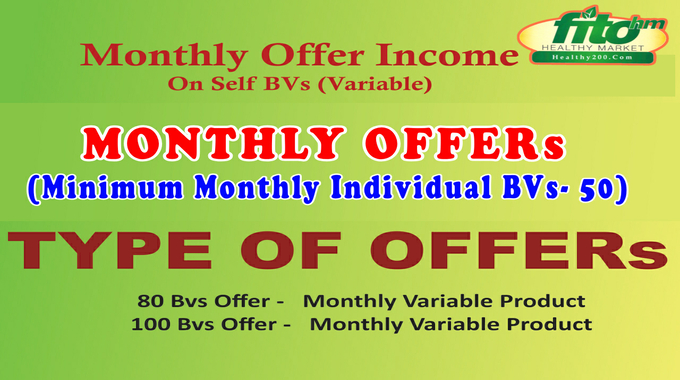 Monthly Offer Income
On Self BVs (Variable)
fito hm
HEALTHY MARKET
Healthy200.Com
MONTHLY OFFERs
(Minimum Monthly Individual BVs- 50)
TYPE OF OFFERs
80 Bvs Offer - Monthly Variable Product
100 Bvs Offer - Monthly Variable Product